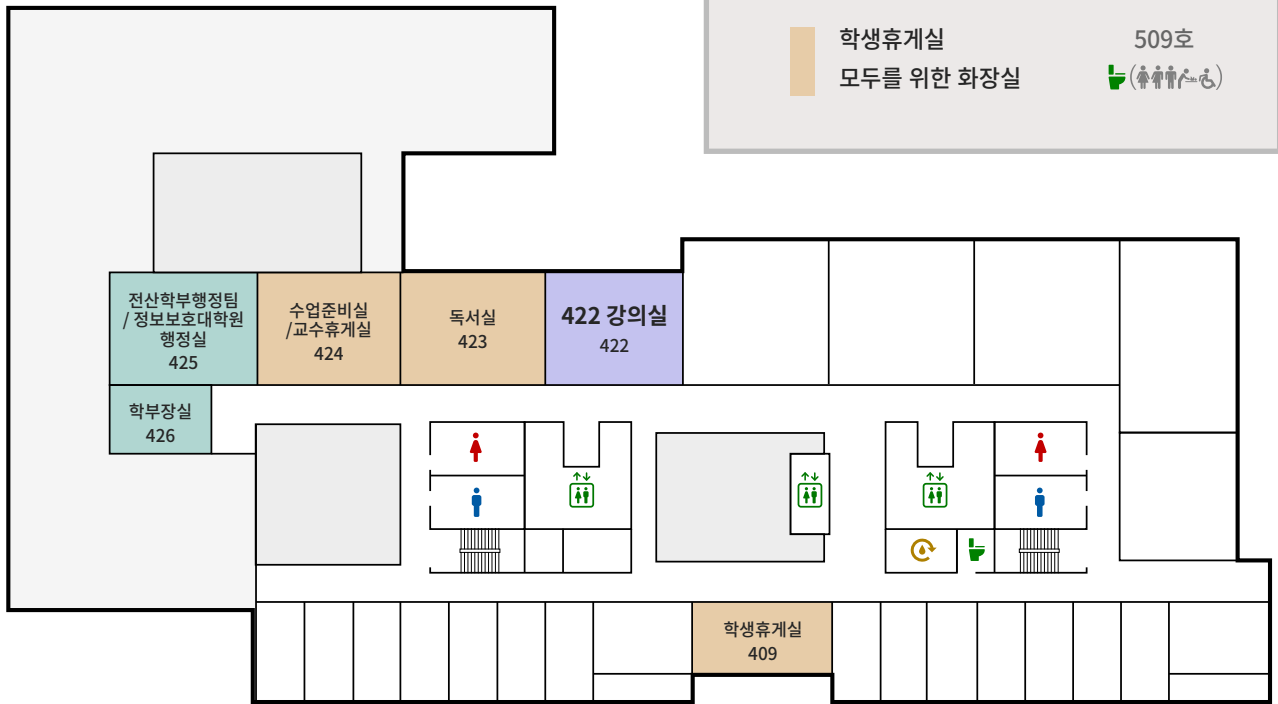 학생휴게실 509호
모두를 위한 화장실 ( )
전산학부행정팀
/ 정보보호대학원
행정실
425
수업준비실
/교수휴게실
424
독서실
423
422 강의실
422
학부장실
426
학생휴게실
409